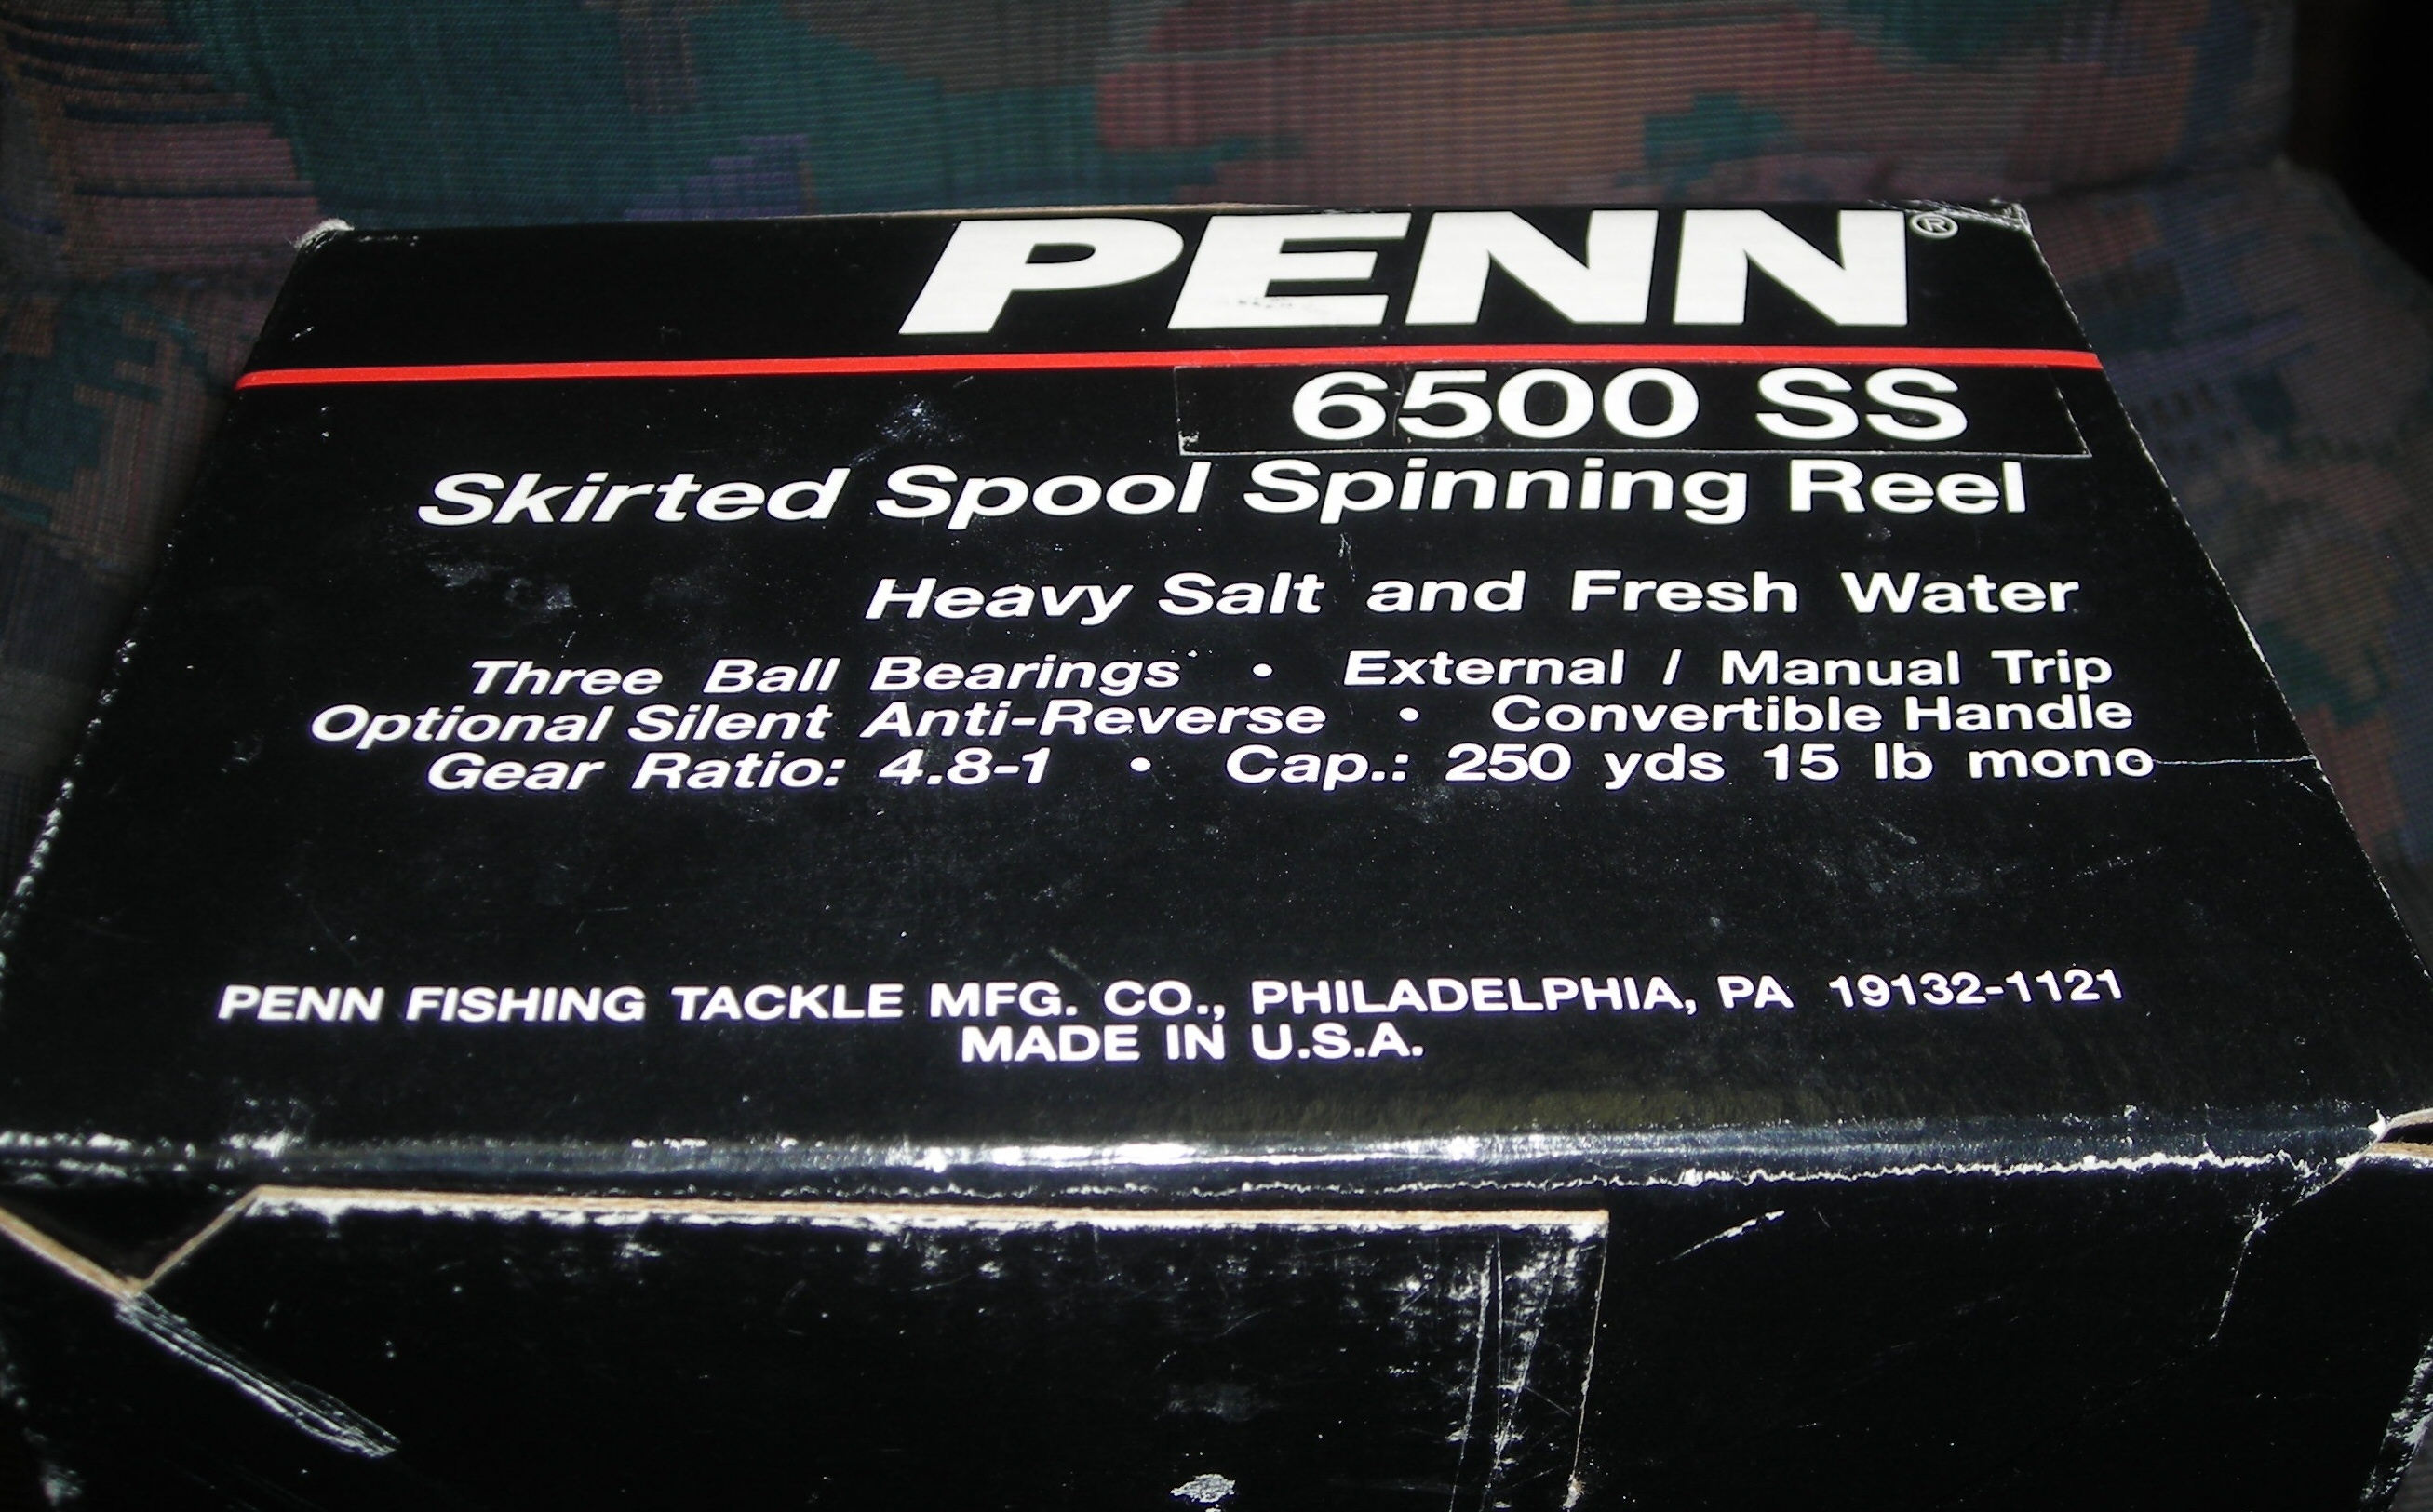 PENN®
6500 SS
Skirted Spool Spinning Reel
Heavy Salt and Fresh Water
Three Ball Bearings • External / Manual Trip
Optional Silent Anti-Reverse • Convertible Handle
Gear Ratio: 4.8-1 • Cap.: 250 yds 15 lb mono
PENN FISHING TACKLE MFG. CO., PHILADELPHIA, PA 19132-1121
MADE IN U.S.A.